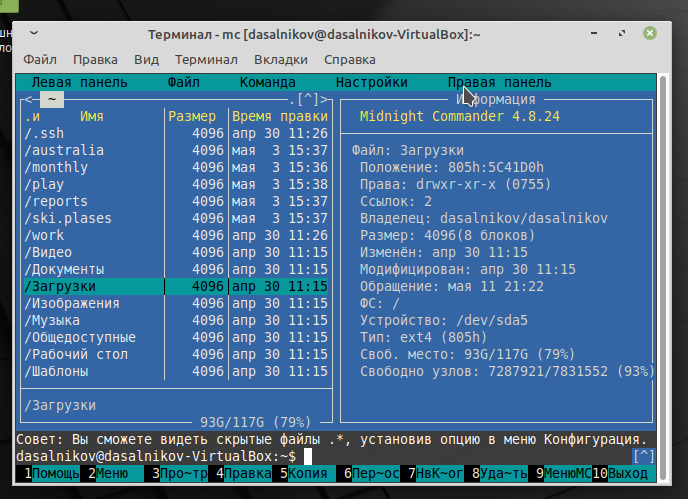 Терминал - mc [dasalnikov@dasalnikov-VirtualBox]:~
Файл Правка Вид Терминал Вкладки Справка
Левая панель Файл Команда Настройки Правая панель
<- ~ .[^]>
Информация
.и Имя Размер Время правки
/.ssh 4096 апр 30 11:26
/australia 4096 мая 3 15:37
/monthly 4096 мая 3 15:36
/play 4096 мая 3 15:38
/reports 4096 мая 3 15:37
/ski.plases 4096 мая 3 15:37
/work 4096 апр 30 11:26
/Видео 4096 апр 30 11:15
/Документы 4096 апр 30 11:15
/Загрузки 4096 апр 30 11:15
/Изображения 4096 апр 30 11:15
/Музыка 4096 апр 30 11:15
/Общедоступные 4096 апр 30 11:15
/Рабочий стол 4096 апр 30 11:15
/Шаблоны 4096 апр 30 11:15
/Загрузки
93G/117G (79%)
Midnight Commander 4.8.24
Файл: Загрузки
Положение: 805h:5C41D0h
Права: drwxr-xr-x (0755)
Ссылок: 2
Владелец: dasalnikov/dasalnikov
Размер: 4096(8 блоков)
Изменён: апр 30 11:15
Модифицирован: апр 30 11:15
Обращение: мая 11 21:22
ФС: /
Устройство: /dev/sda5
Тип: ext4 (805h)
Своб. место: 93G/117G (79%)
Свободно узлов: 7287921/7831552 (93%)
Совет: Вы сможете видеть скрытые файлы .*, установив опцию в меню Конфигурация.
dasalnikov@dasalnikov-VirtualBox:~$ [^]
1Помощь 2Меню 3Про~тр 4Правка 5Копия 6Пер~ос 7НвК~ог 8Уда~ть 9МенюMC 10Выход